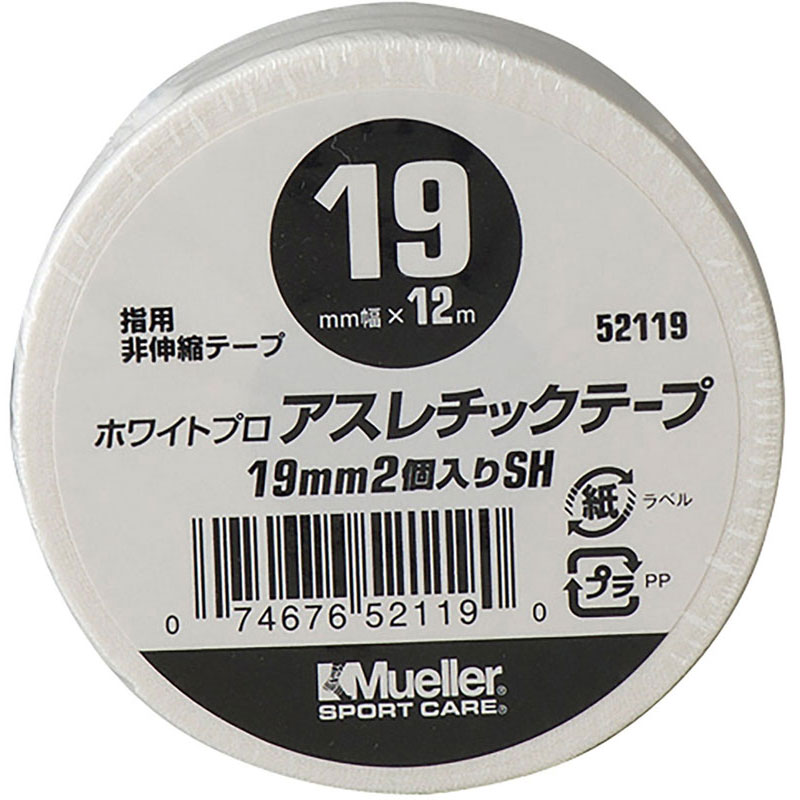 19
mm幅×12m
指用
非伸縮テープ
52119
ホワイトプロ アスレチックテープ
19mm2個入りSH
紙 ラベル
プラ PP
0 74676 52119 0
Mueller®
SPORT CARE®